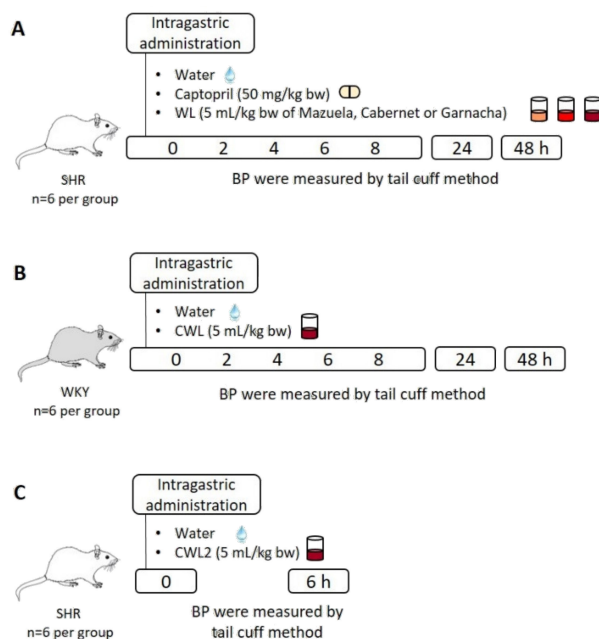 A
Intragastric
administration
• Water
• Captopril (50 mg/kg bw)
• WL (5 mL/kg bw of Mazuela, Cabernet or Garnacha)
0 2 4 6 8 24 48 h
SHR
n=6 per group
BP were measured by tail cuff method
B
Intragastric
administration
• Water
• CWL (5 mL/kg bw)
0 2 4 6 8 24 48 h
WKY
n=6 per group
BP were measured by tail cuff method
C
Intragastric
administration
• Water
• CWL2 (5 mL/kg bw)
0 6 h
SHR
n=6 per group
BP were measured by
tail cuff method